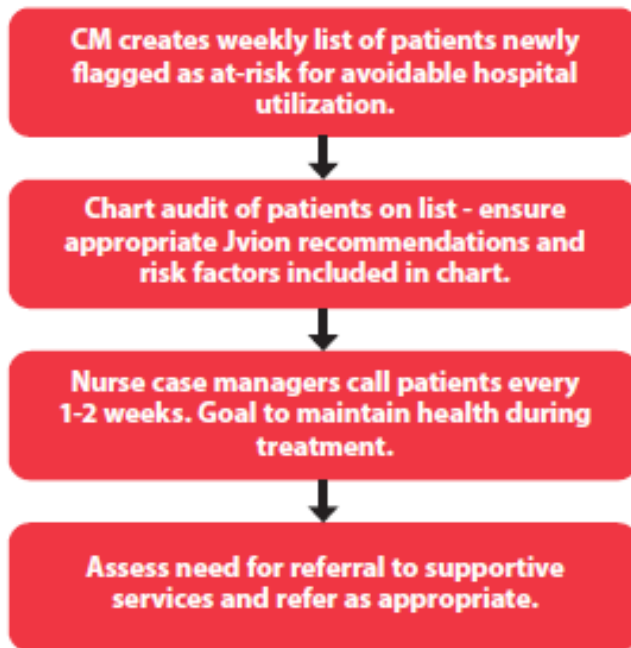 CM creates weekly list of patients newly
flagged as at-risk for avoidable hospital
utilization.
Chart audit of patients on list - ensure
appropriate Jvion recommendations and
risk factors included in chart.
Nurse case managers call patients every
1-2 weeks. Goal to maintain health during
treatment.
Assess need for referral to supportive
services and refer as appropriate.